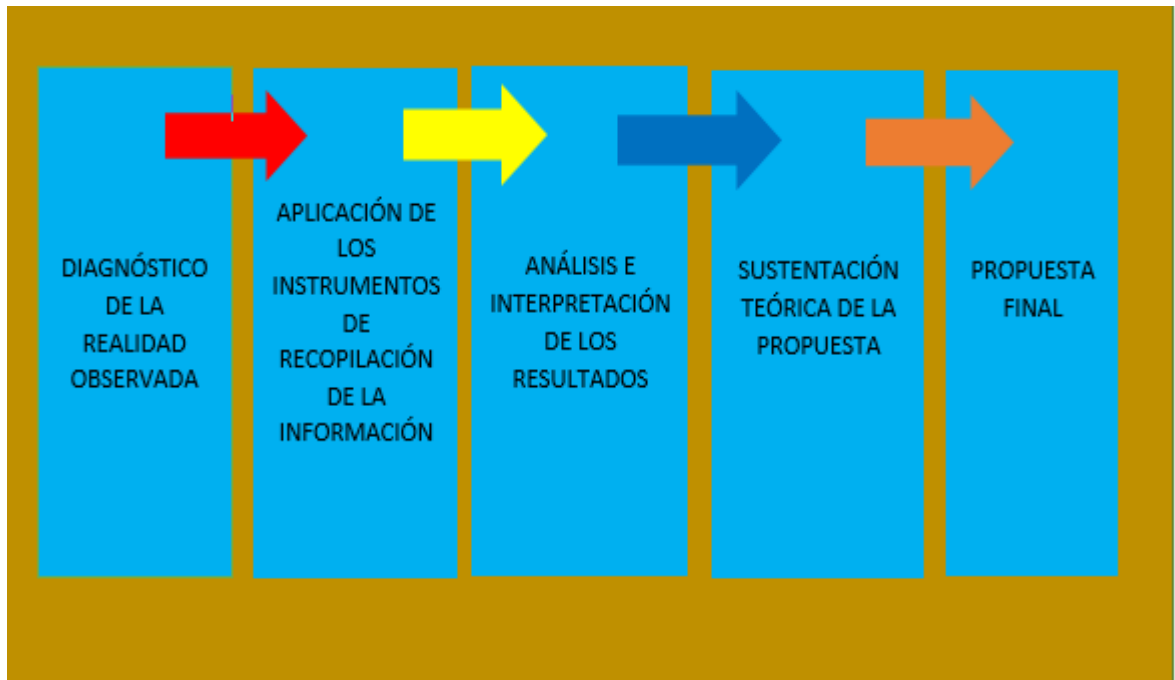 DIAGNÓSTICO
DE LA
REALIDAD
OBSERVADA
APLICACIÓN DE
LOS
INSTRUMENTOS
DE
RECOPILACIÓN
DE LA
INFORMACIÓN
ANÁLISIS E
INTERPRETACIÓN
DE LOS
RESULTADOS
SUSTENTACIÓN
TEÓRICA DE LA
PROPUESTA
PROPUESTA
FINAL